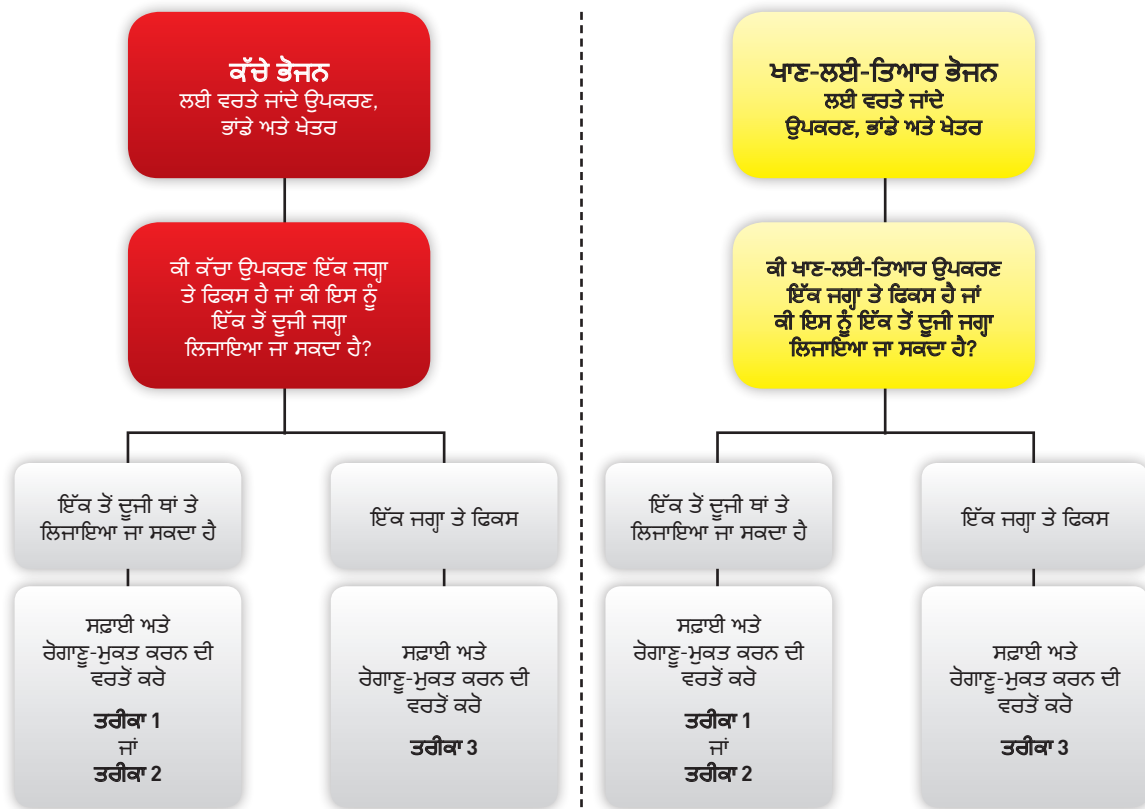 ਕੱਚੇ ਭੋਜਨ
ਲਈ ਵਰਤੇ ਜਾਂਦੇ ਉਪਕਰਣ,
ਭਾਂਡੇ ਅਤੇ ਖੇਤਰ
ਕੀ ਕੱਚਾ ਉਪਕਰਣ ਇੱਕ ਜਗ੍ਹਾ
ਤੇ ਫਿਕਸ ਹੈ ਜਾਂ ਕੀ ਇਸ ਨੂੰ
ਇੱਕ ਤੋਂ ਦੂਜੀ ਜਗ੍ਹਾ
ਲਿਜਾਇਆ ਜਾ ਸਕਦਾ ਹੈ?
ਇੱਕ ਤੋਂ ਦੂਜੀ ਥਾਂ ਤੇ
ਲਿਜਾਇਆ ਜਾ ਸਕਦਾ ਹੈ
ਸਫ਼ਾਈ ਅਤੇ
ਰੋਗਾਣੂ-ਮੁਕਤ ਕਰਨ ਦੀ
ਵਰਤੋਂ ਕਰੋ
ਤਰੀਕਾ 1
ਜਾਂ
ਤਰੀਕਾ 2
ਇੱਕ ਜਗ੍ਹਾ ਤੇ ਫਿਕਸ
ਸਫ਼ਾਈ ਅਤੇ
ਰੋਗਾਣੂ-ਮੁਕਤ ਕਰਨ ਦੀ
ਵਰਤੋਂ ਕਰੋ
ਤਰੀਕਾ 3
ਖਾਣ-ਲਈ-ਤਿਆਰ ਭੋਜਨ
ਲਈ ਵਰਤੇ ਜਾਂਦੇ
ਉਪਕਰਣ, ਭਾਂਡੇ ਅਤੇ ਖੇਤਰ
ਕੀ ਖਾਣ-ਲਈ-ਤਿਆਰ ਉਪਕਰਣ
ਇੱਕ ਜਗ੍ਹਾ ਤੇ ਫਿਕਸ ਹੈ ਜਾਂ
ਕੀ ਇਸ ਨੂੰ ਇੱਕ ਤੋਂ ਦੂਜੀ ਜਗ੍ਹਾ
ਲਿਜਾਇਆ ਜਾ ਸਕਦਾ ਹੈ?
ਇੱਕ ਤੋਂ ਦੂਜੀ ਥਾਂ ਤੇ
ਲਿਜਾਇਆ ਜਾ ਸਕਦਾ ਹੈ
ਸਫ਼ਾਈ ਅਤੇ
ਰੋਗਾਣੂ-ਮੁਕਤ ਕਰਨ ਦੀ
ਵਰਤੋਂ ਕਰੋ
ਤਰੀਕਾ 1
ਜਾਂ
ਤਰੀਕਾ 2
ਇੱਕ ਜਗ੍ਹਾ ਤੇ ਫਿਕਸ
ਸਫ਼ਾਈ ਅਤੇ
ਰੋਗਾਣੂ-ਮੁਕਤ ਕਰਨ ਦੀ
ਵਰਤੋਂ ਕਰੋ
ਤਰੀਕਾ 3